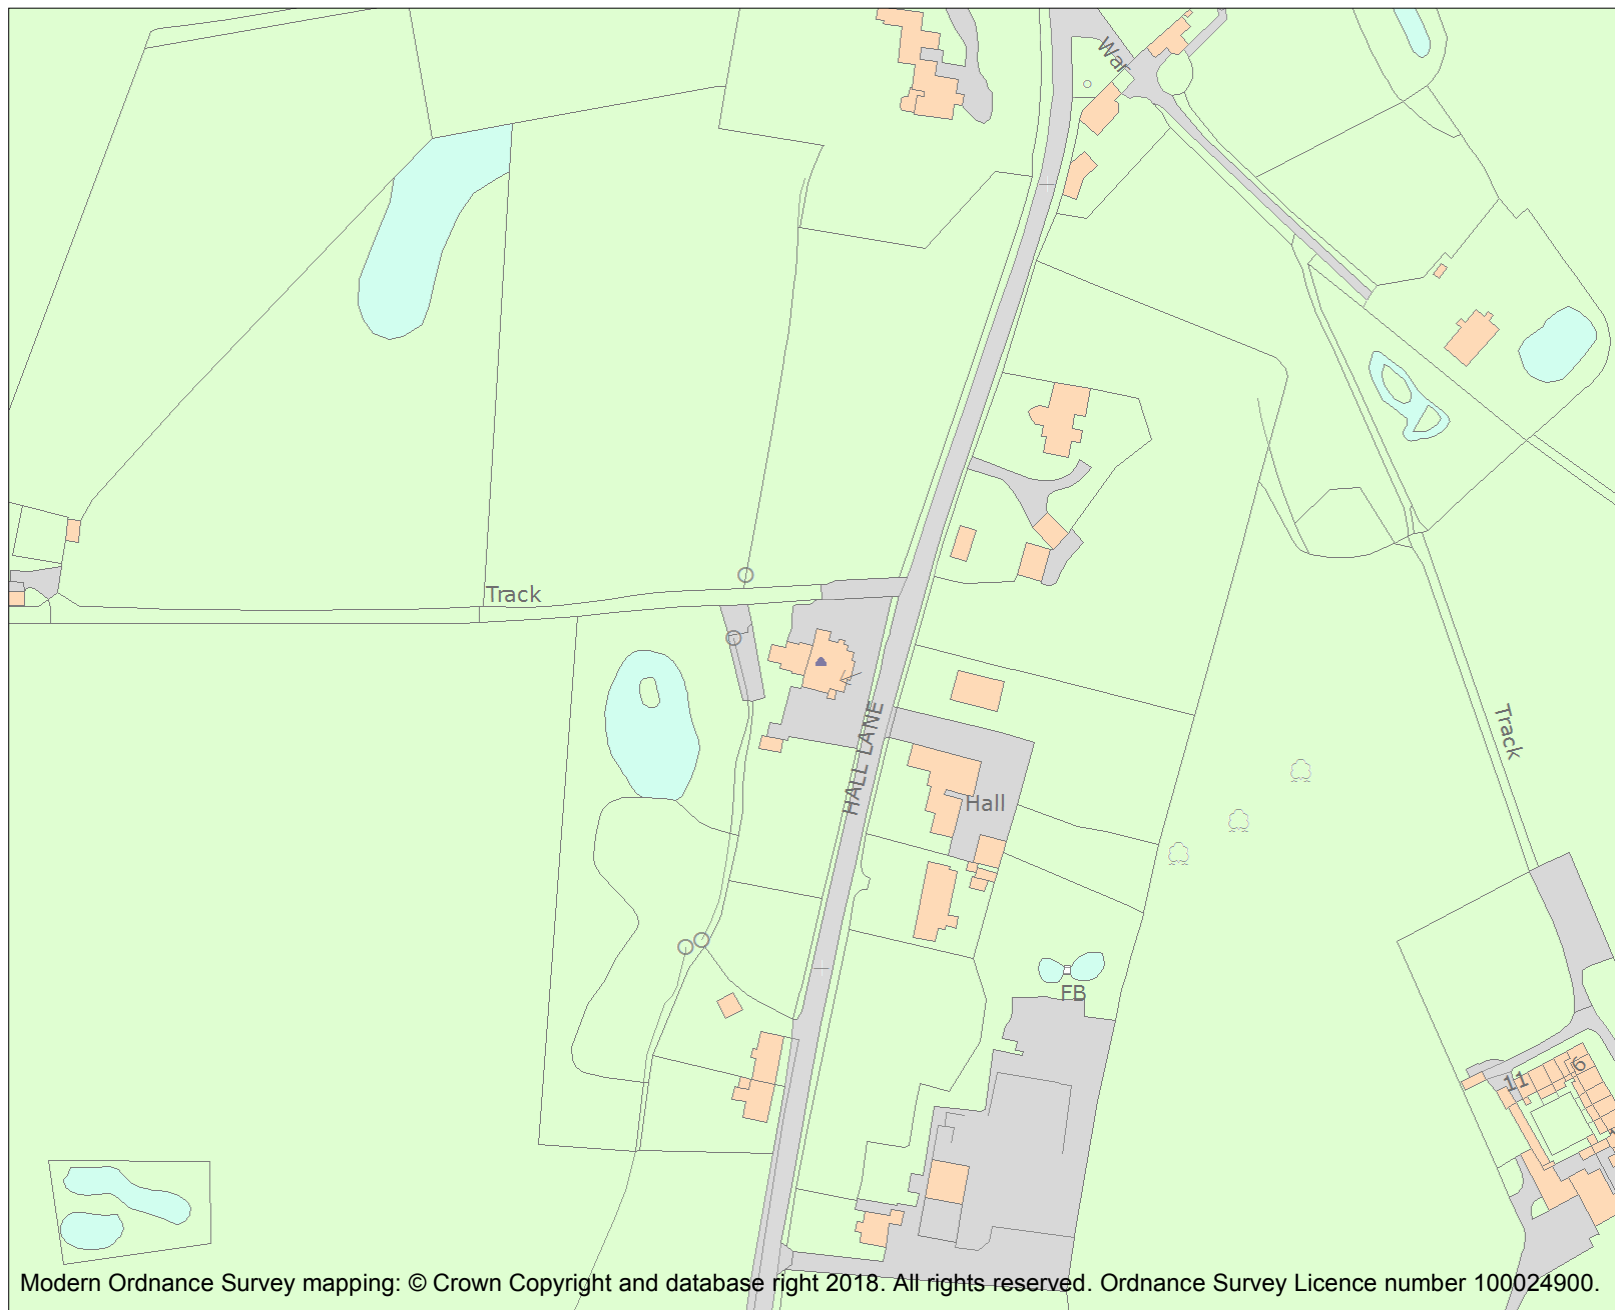 War
Track
HALL LANE
Track
Hall
FB
11
6
Modern Ordnance Survey mapping: © Crown Copyright and database right 2018. All rights reserved. Ordnance Survey Licence number 100024900.